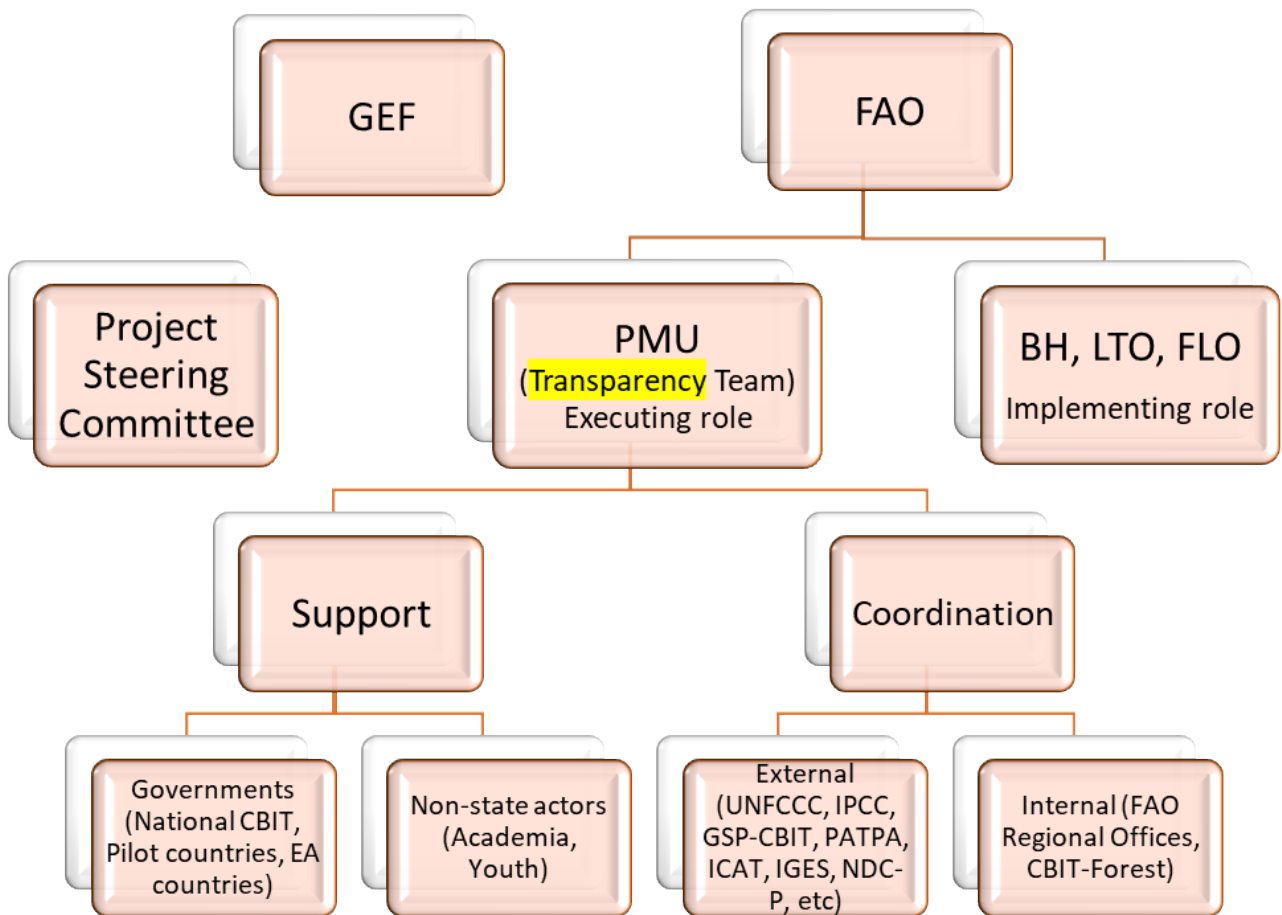 GEF
FAO
Project
Steering
Committee
PMU
(Transparency Team)
Executing role
BH, LTO, FLO
Implementing role
Support
Coordination
Governments
(National CBIT,
Pilot countries, EA
countries)
Non-state actors
(Academia,
Youth)
External
(UNFCCC, IPCC,
GSP-CBIT, PATPA,
ICAT, IGES, NDC-
P, etc)
Internal (FAO
Regional Offices,
CBIT-Forest)